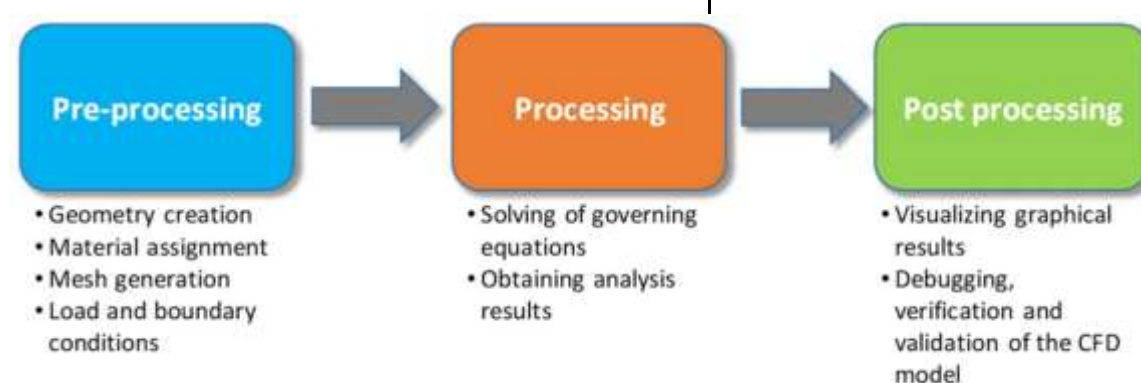 Pre-processing
• Geometry creation
• Material assignment
• Mesh generation
• Load and boundary
conditions
Processing
• Solving of governing
equations
• Obtaining analysis
results
Post processing
• Visualizing graphical
results
• Debugging,
verification and
validation of the CFD
model